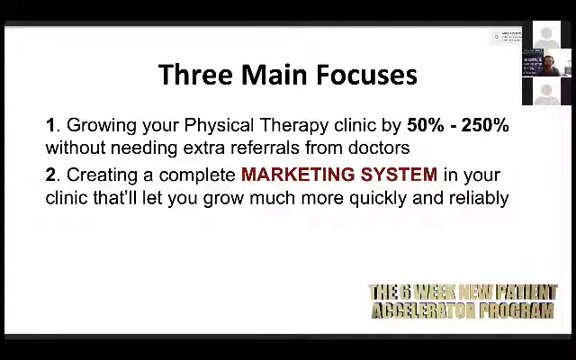 Three Main Focuses
1. Growing your Physical Therapy clinic by 50% - 250%
without needing extra referrals from doctors
2. Creating a complete MARKETING SYSTEM in your
clinic that'll let you grow much more quickly and reliably
THE 6 WEEK NEW PATIENT
ACCELERATOR PROGRAM